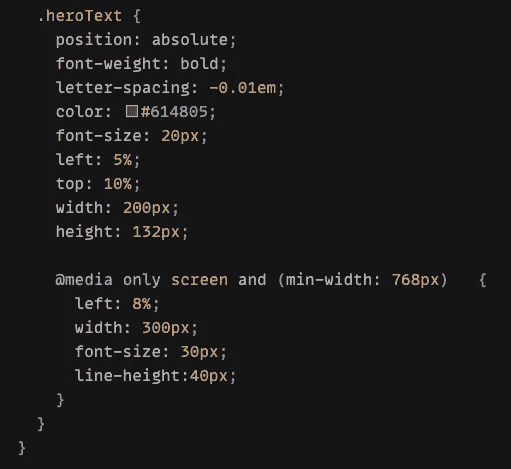 .heroText {
position: absolute;
font-weight: bold;
letter-spacing: -0.01em;
color: #614805;
font-size: 20px;
left: 5%;
top: 10%;
width: 200px;
height: 132px;
@media only screen and (min-width: 768px)   {
left: 8%;
width: 300px;
font-size: 30px;
line-height:40px;
}
}
}